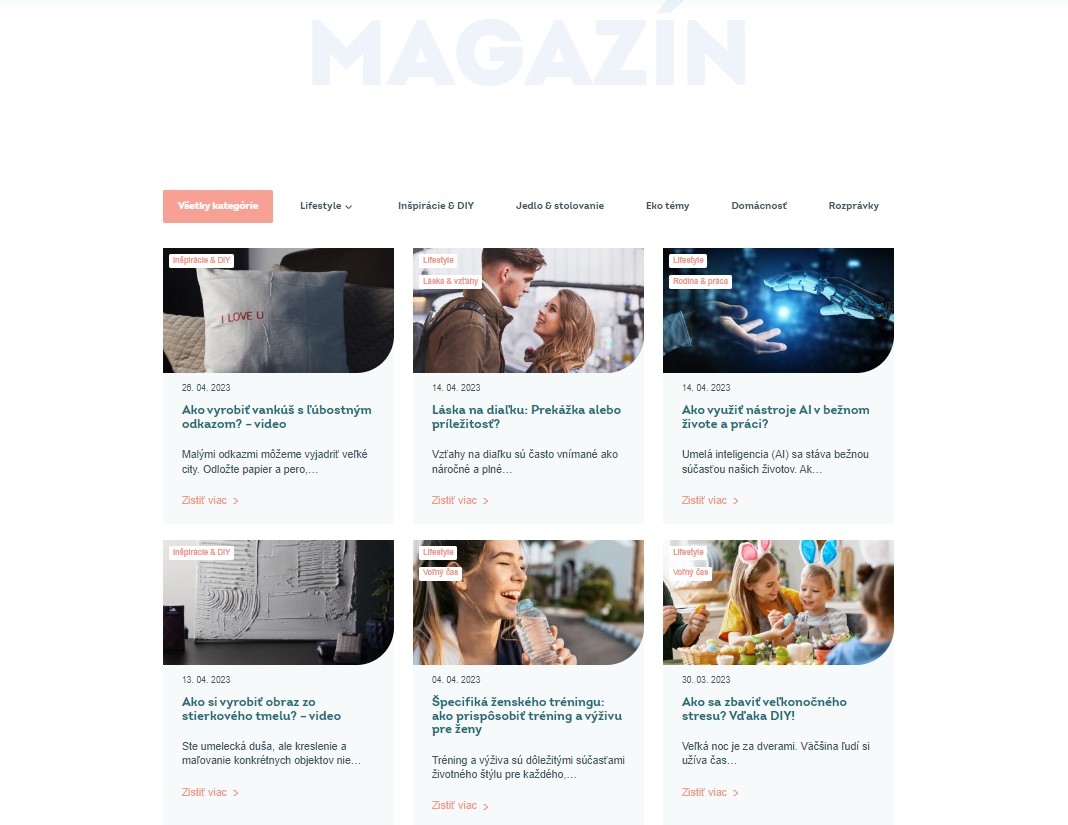 MAGAZÍN
Všetky kategórie
Lifestyle
Inšpirácie & DIY
Jedlo & stolovanie
Eko témy
Domácnosť
Rozprávky
Inšpirácie & DIY
I LOVE U
26. 04. 2023
Ako vyrobiť vankúš s ľúbostným
odkazom? – video
Malými odkazmi môžeme vyjadriť veľké
city. Odložte papier a pero,…
Zistiť viac
Lifestyle
Láska & vzťahy
14. 04. 2023
Láska na diaľku: Prekážka alebo
príležitosť?
Vzťahy na diaľku sú často vnímané ako
náročné a plné…
Zistiť viac
Lifestyle
Rodina & práca
14. 04. 2023
Ako využiť nástroje AI v bežnom
živote a práci?
Umelá inteligencia (AI) sa stáva bežnou
súčasťou našich životov. Ak…
Zistiť viac
Inšpirácie & DIY
13. 04. 2023
Ako si vyrobiť obraz zo
stierkového tmelu? – video
Ste umelecká duša, ale kreslenie a
maľovanie konkrétnych objektov nie…
Zistiť viac
Lifestyle
Voľný čas
04. 04. 2023
Špecifiká ženského tréningu:
ako prispôsobiť tréning a výživu
pre ženy
Tréning a výživa sú dôležitými súčasťami
životného štýlu pre každého,…
Zistiť viac
Lifestyle
Voľný čas
30. 03. 2023
Ako sa zbaviť veľkonočného
stresu? Vďaka DIY!
Veľká noc je za dverami. Väčšina ľudí si
užíva čas…
Zistiť viac